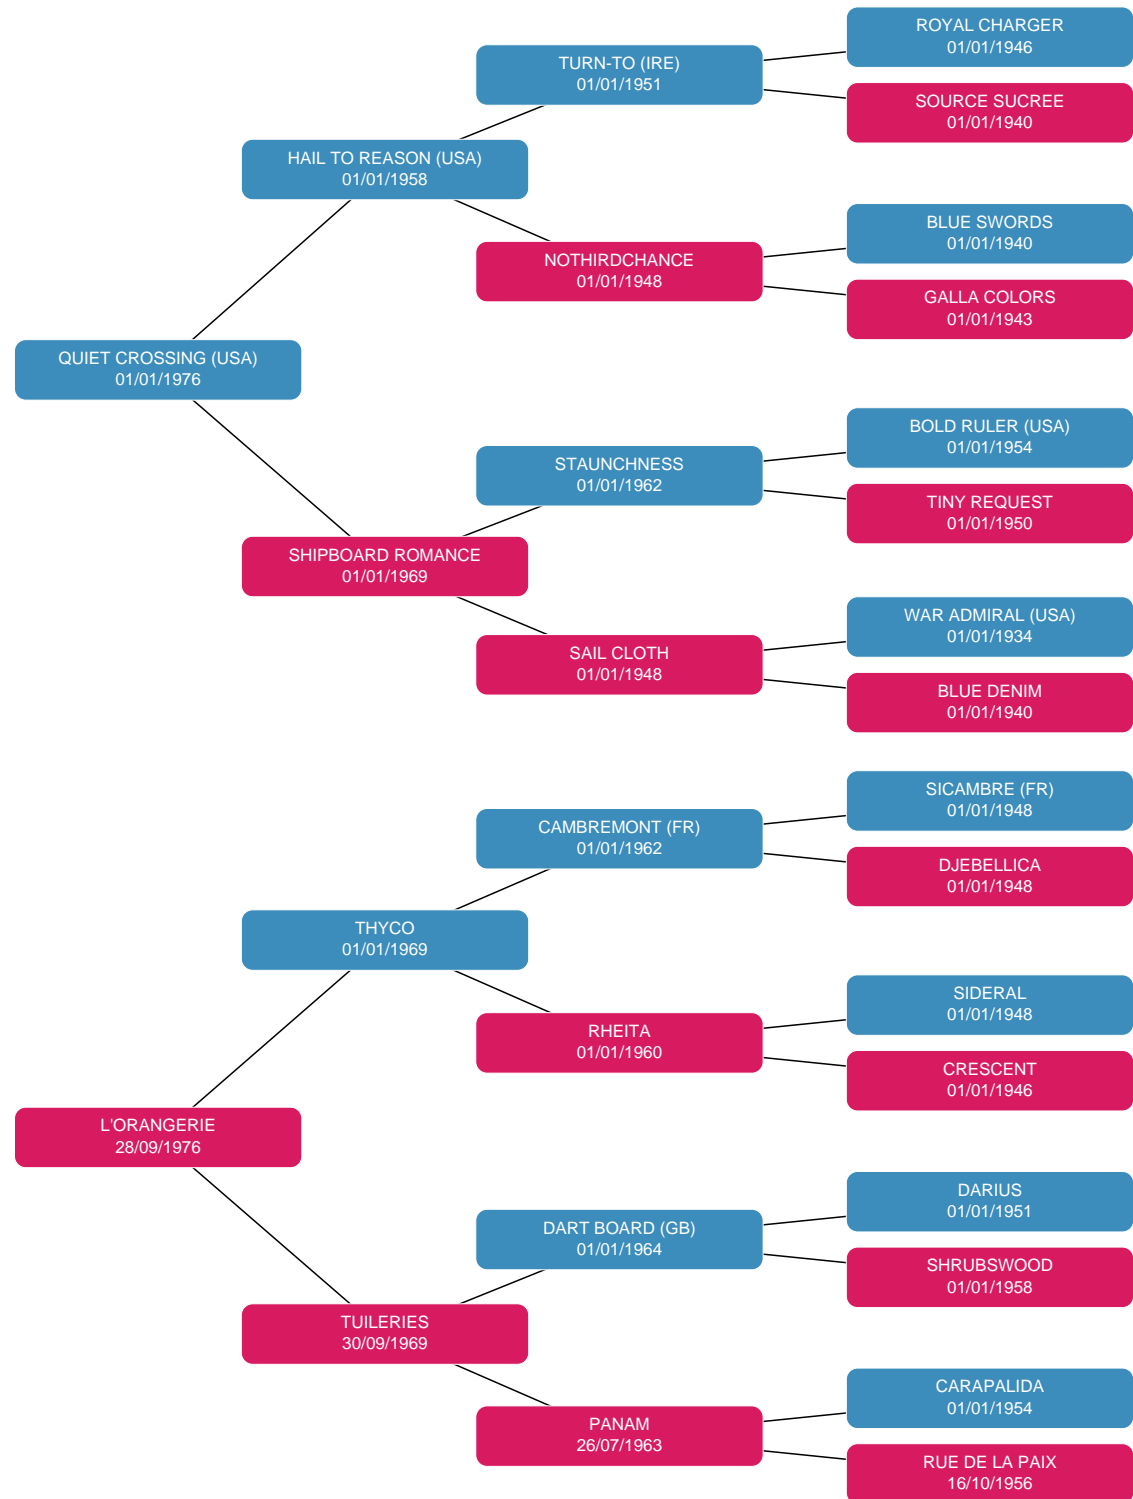 ROYAL CHARGER
01/01/1946
TURN-TO (IRE)
01/01/1951
SOURCE SUCREE
01/01/1940
HAIL TO REASON (USA)
01/01/1958
BLUE SWORDS
01/01/1940
NOTHIRDCHANCE
01/01/1948
GALLA COLORS
01/01/1943
QUIET CROSSING (USA)
01/01/1976
BOLD RULER (USA)
01/01/1954
STAUNCHNESS
01/01/1962
TINY REQUEST
01/01/1950
SHIPBOARD ROMANCE
01/01/1969
WAR ADMIRAL (USA)
01/01/1934
SAIL CLOTH
01/01/1948
BLUE DENIM
01/01/1940
SICAMBRE (FR)
01/01/1948
CAMBREMONT (FR)
01/01/1962
DJEBELLICA
01/01/1948
THYCO
01/01/1969
SIDERAL
01/01/1948
RHEITA
01/01/1960
CRESCENT
01/01/1946
L'ORANGERIE
28/09/1976
DARIUS
01/01/1951
DART BOARD (GB)
01/01/1964
SHRUBSWOOD
01/01/1958
TUILERIES
30/09/1969
CARAPALIDA
01/01/1954
PANAM
26/07/1963
RUE DE LA PAIX
16/10/1956